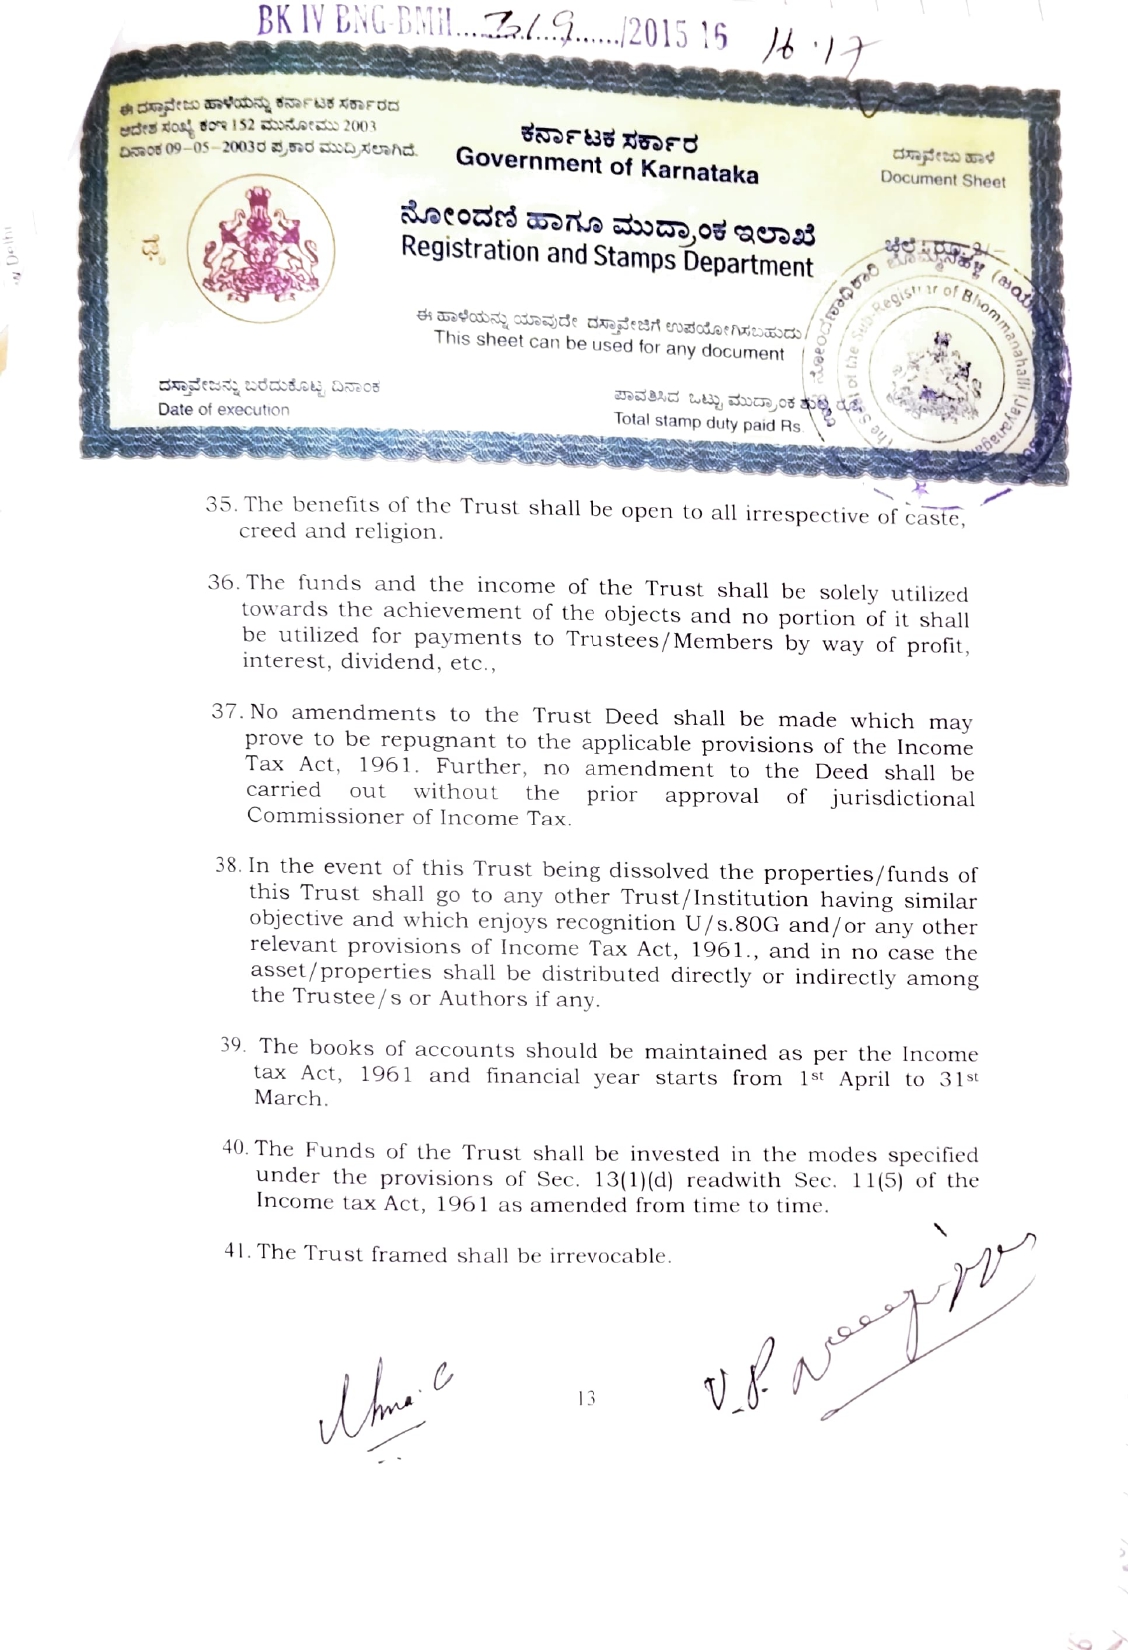 BK IV BNG-BMH....319....../2015 16 16-17
ಈ ದಸ್ತಾವೇಜು ಹಾಳೆಯನ್ನು ಕರ್ನಾಟಕ ಸರ್ಕಾರದ
ಆದೇಶ ಸಂಖ್ಯೆ ಕಂಇ 152 ಮುನೋಮು 2003
ದಿನಾಂಕ 09-05-2003ರ ಪ್ರಕಾರ ಮುದ್ರಿಸಲಾಗಿದೆ.
ಕರ್ನಾಟಕ ಸರ್ಕಾರ
Government of Karnataka
ದಸ್ತಾವೇಜು ಹಾಳೆ
Document Sheet
ನೋಂದಣಿ ಹಾಗೂ ಮುದ್ರಾಂಕ ಇಲಾಖೆ
Registration and Stamps Department
ಈ ಹಾಳೆಯನ್ನು ಯಾವುದೇ ದಸ್ತಾವೇಜಿಗೆ ಉಪಯೋಗಿಸಬಹುದು
This sheet can be used for any document
ದಸ್ತಾವೇಜನ್ನು ಬರೆದುಕೊಟ್ಟ ದಿನಾಂಕ
Date of execution
ಪಾವತಿಸಿದ ಒಟ್ಟು ಮುದ್ರಾಂಕ ಶುಲ್ಕ ರೂ
Total stamp duty paid Rs.
of the Sub-Registrar of Bhommanahalli
35. The benefits of the Trust shall be open to all irrespective of caste,
creed and religion.
36. The funds and the income of the Trust shall be solely utilized
towards the achievement of the objects and no portion of it shall
be utilized for payments to Trustees/Members by way of profit,
interest, dividend, etc.,
37. No amendments to the Trust Deed shall be made which may
prove to be repugnant to the applicable provisions of the Income
Tax Act, 1961. Further, no amendment to the Deed shall be
carried out without the prior approval of jurisdictional
Commissioner of Income Tax.
38. In the event of this Trust being dissolved the properties/funds of
this Trust shall go to any other Trust/Institution having similar
objective and which enjoys recognition U/s.80G and/or any other
relevant provisions of Income Tax Act, 1961., and in no case the
asset/properties shall be distributed directly or indirectly among
the Trustee/s or Authors if any.
39. The books of accounts should be maintained as per the Income
tax Act, 1961 and financial year starts from 1st April to 31st
March.
40. The Funds of the Trust shall be invested in the modes specified
under the provisions of Sec. 13(1)(d) readwith Sec. 11(5) of the
Income tax Act, 1961 as amended from time to time.
41. The Trust framed shall be irrevocable.
13